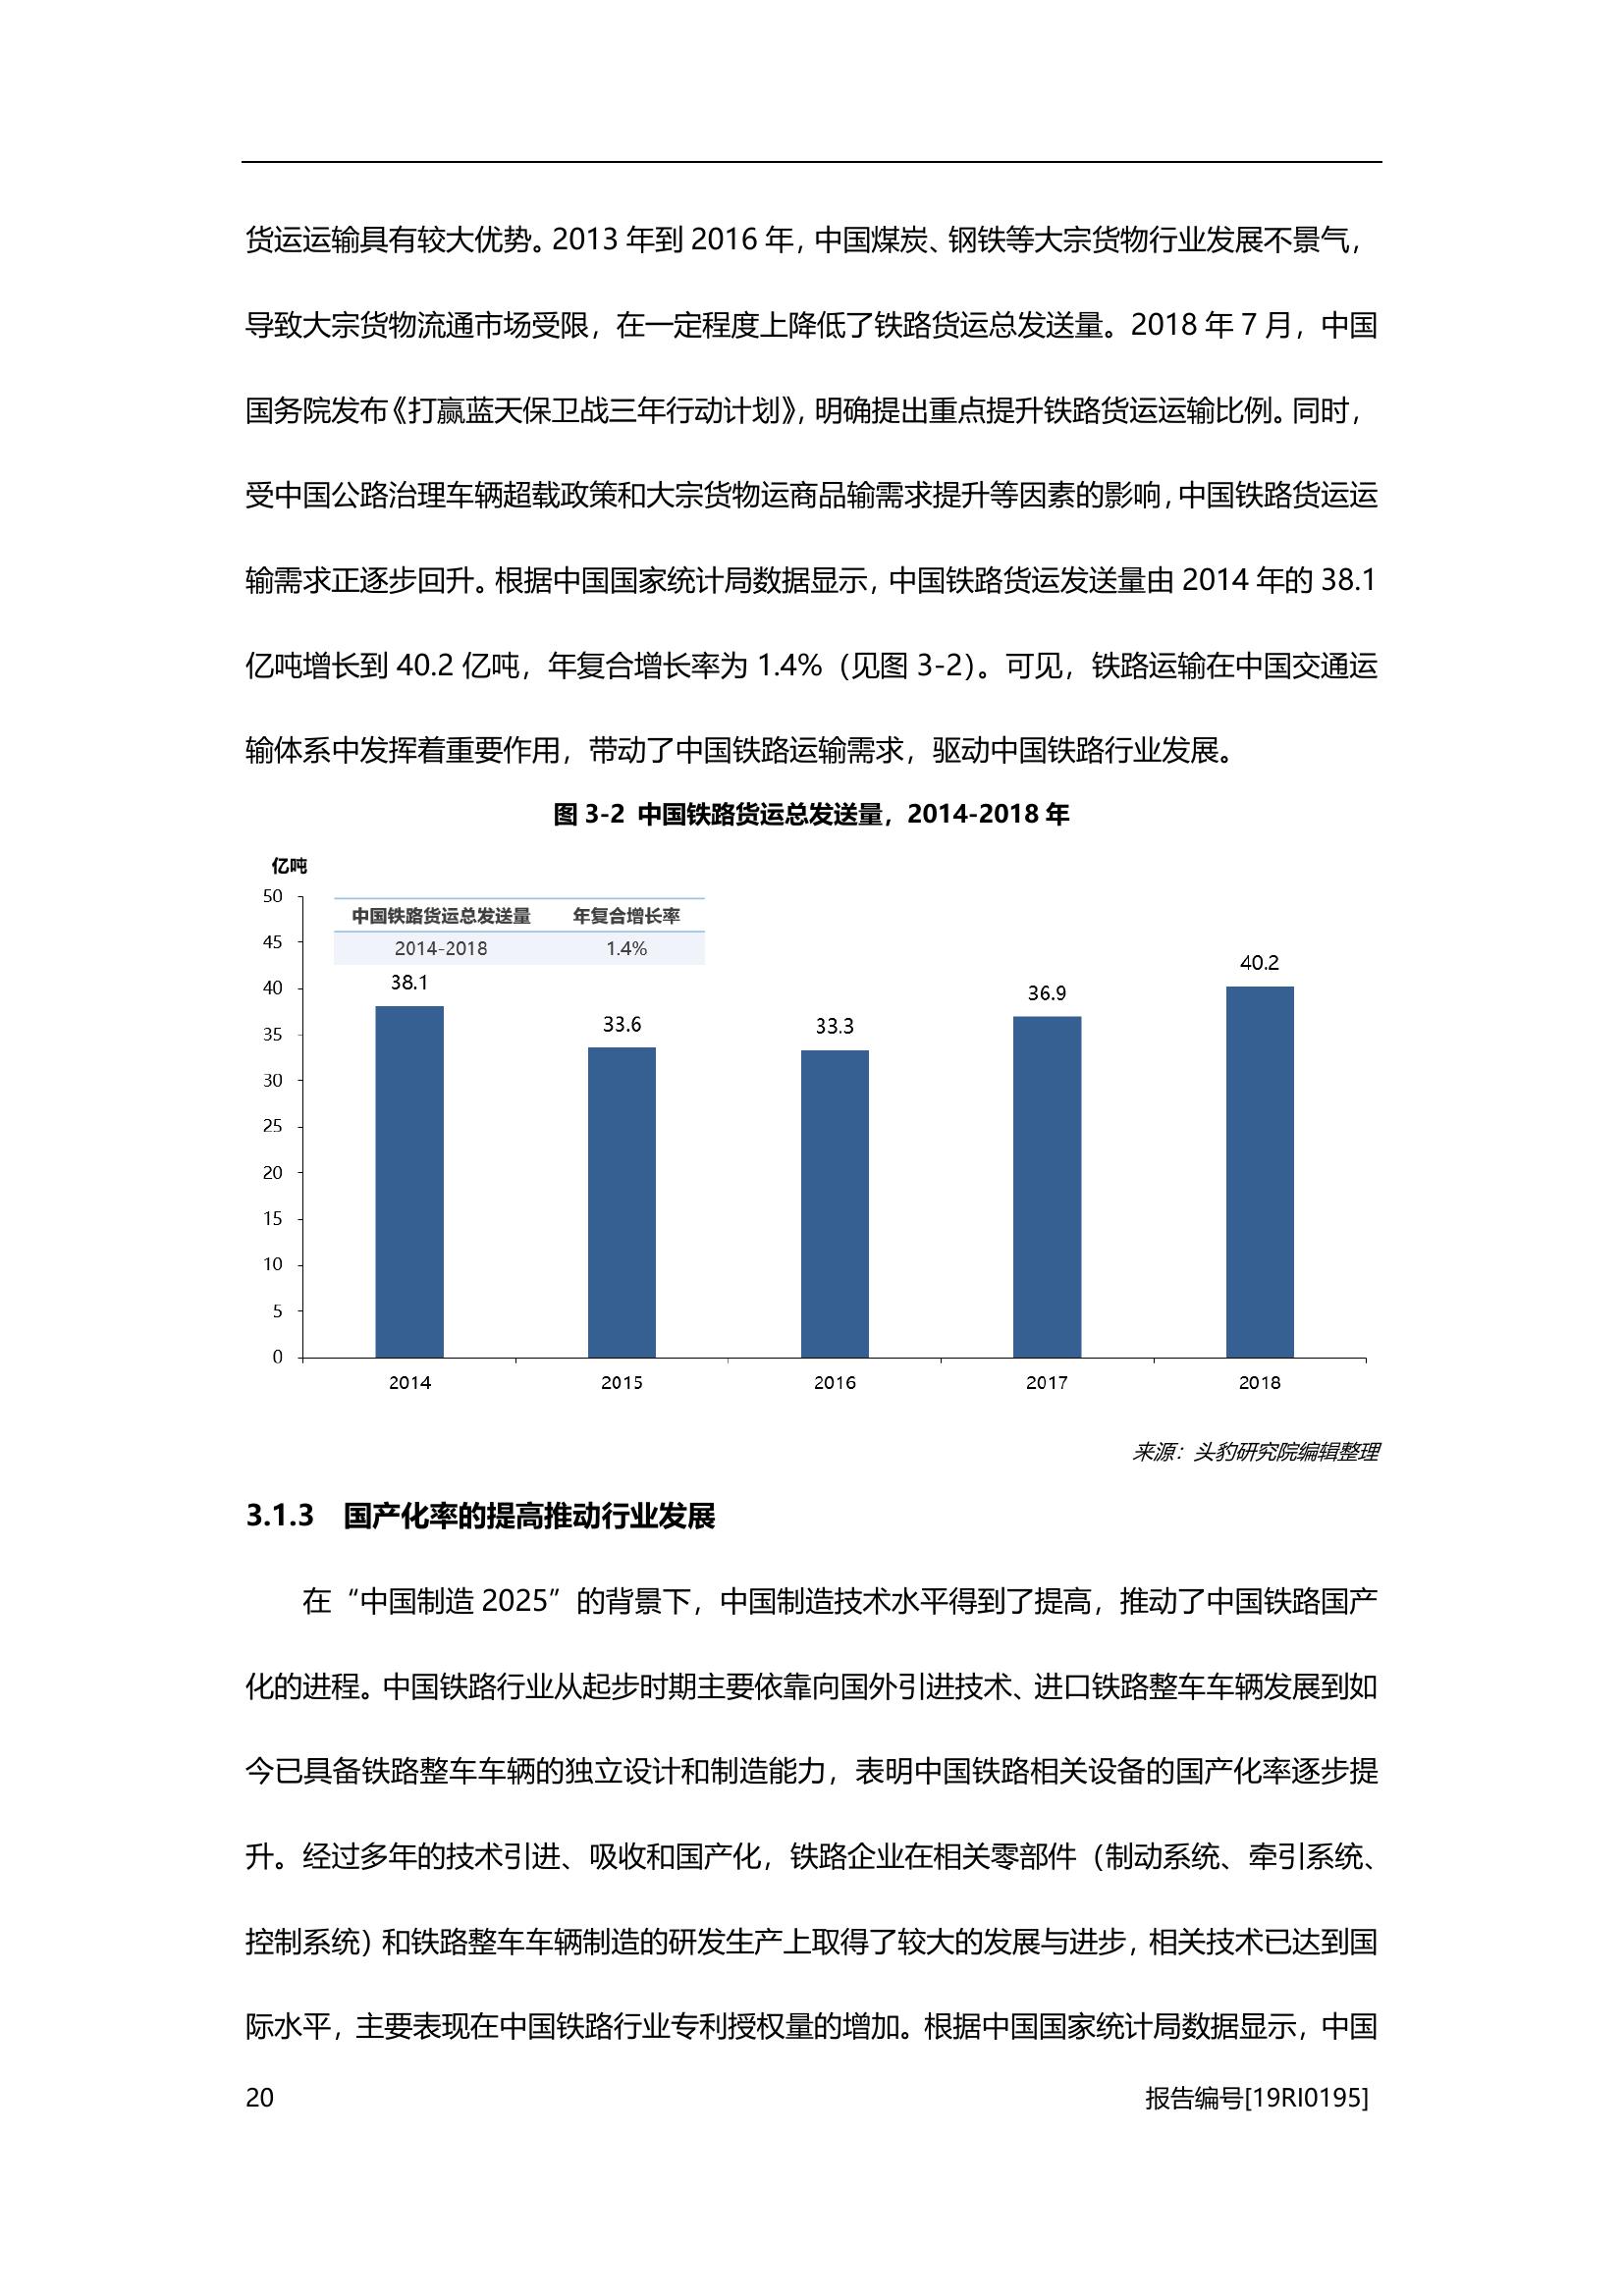 货运运输具有较大优势。2013 年到 2016 年，中国煤炭、钢铁等大宗货物行业发展不景气，
导致大宗货物流通市场受限，在一定程度上降低了铁路货运总发送量。2018 年 7 月，中国
国务院发布《打赢蓝天保卫战三年行动计划》，明确提出重点提升铁路货运运输比例。同时，
受中国公路治理车辆超载政策和大宗货物运商品输需求提升等因素的影响，中国铁路货运运
输需求正逐步回升。根据中国国家统计局数据显示，中国铁路货运发送量由 2014 年的 38.1
亿吨增长到 40.2 亿吨，年复合增长率为 1.4%（见图 3-2）。可见，铁路运输在中国交通运
输体系中发挥着重要作用，带动了中国铁路运输需求，驱动中国铁路行业发展。
图 3-2 中国铁路货运总发送量，2014-2018 年
亿吨
50
中国铁路货运总发送量 年复合增长率
45
2014-2018 1.4%
40
38.1
33.6
33.3
36.9
40.2
35
30
25
20
15
10
5
0
2014 2015 2016 2017 2018
来源：头豹研究院编辑整理
3.1.3 国产化率的提高推动行业发展
在“中国制造 2025”的背景下，中国制造技术水平得到了提高，推动了中国铁路国产
化的进程。中国铁路行业从起步时期主要依靠向国外引进技术、进口铁路整车车辆发展到如
今已具备铁路整车车辆的独立设计和制造能力，表明中国铁路相关设备的国产化率逐步提
升。经过多年的技术引进、吸收和国产化，铁路企业在相关零部件（制动系统、牵引系统、
控制系统）和铁路整车车辆制造的研发生产上取得了较大的发展与进步，相关技术已达到国
际水平，主要表现在中国铁路行业专利授权量的增加。根据中国国家统计局数据显示，中国
20 报告编号[19RI0195]